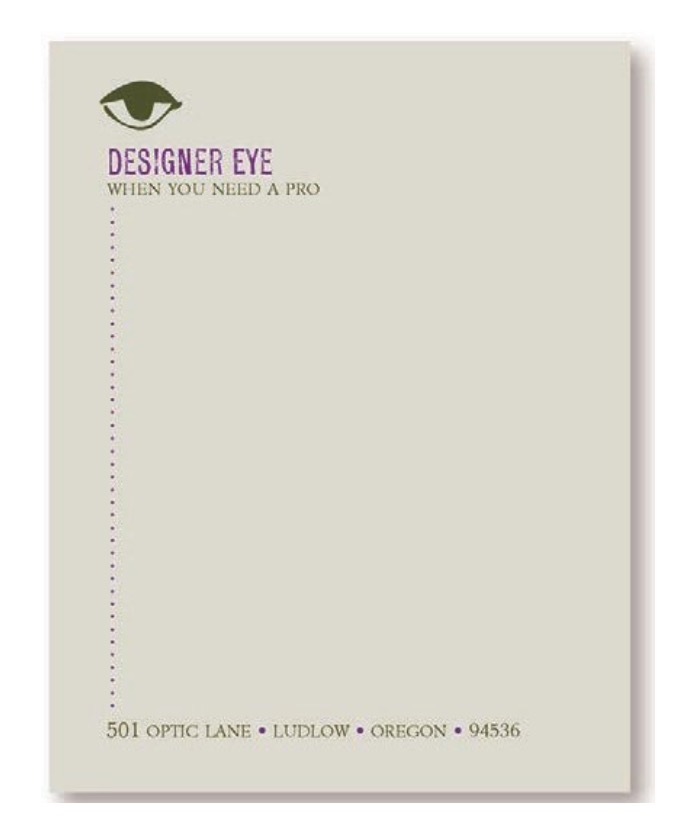 DESIGNER EYE
WHEN YOU NEED A PRO
501 OPTIC LANE • LUDLOW • OREGON • 94536